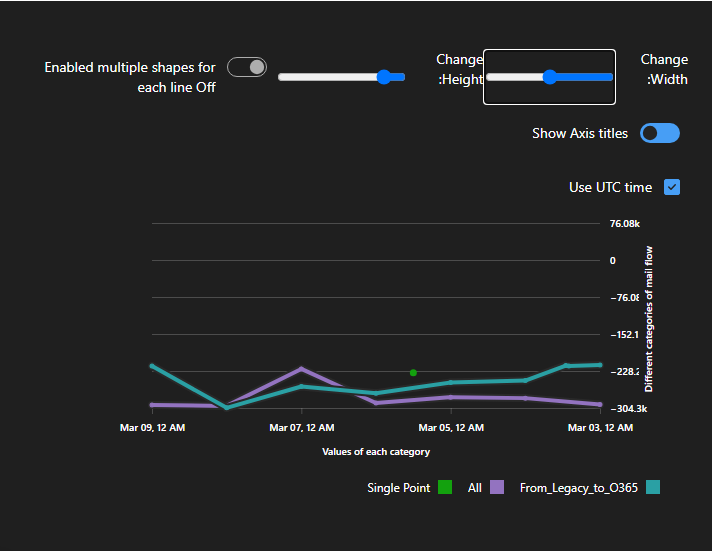 Enabled multiple shapes for
each line Off
Change
:Height
Change
:Width
Show Axis titles
Use UTC time
76.08k
0
−76.08
−152.1
−228.2
−304.3k
Different categories of mail flow
Mar 09, 12 AM Mar 07, 12 AM Mar 05, 12 AM Mar 03, 12 AM
Values of each category
Single Point All From_Legacy_to_O365